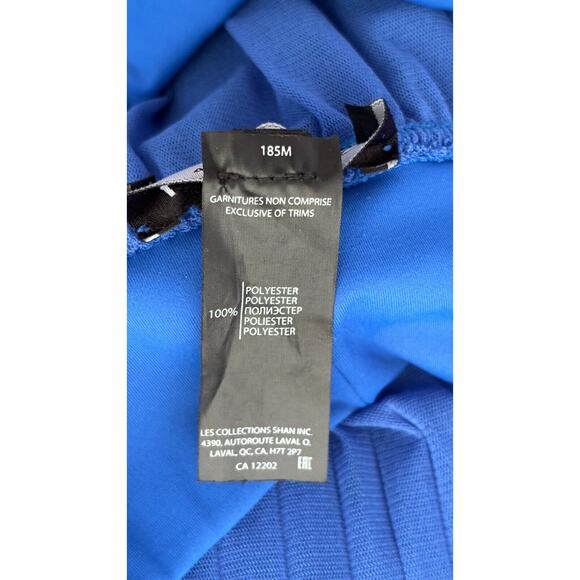 185M
GARNITURES NON COMPRISE
EXCLUSIVE OF TRIMS
100%
POLYESTER
POLYESTER
ПОЛИЭСТЕР
POLIESTER
POLYESTER
LES COLLECTIONS SHAN INC.
4390, AUTOROUTE LAVAL O.
LAVAL, QC, CA, H7T 2P7
CA 12202
EAC